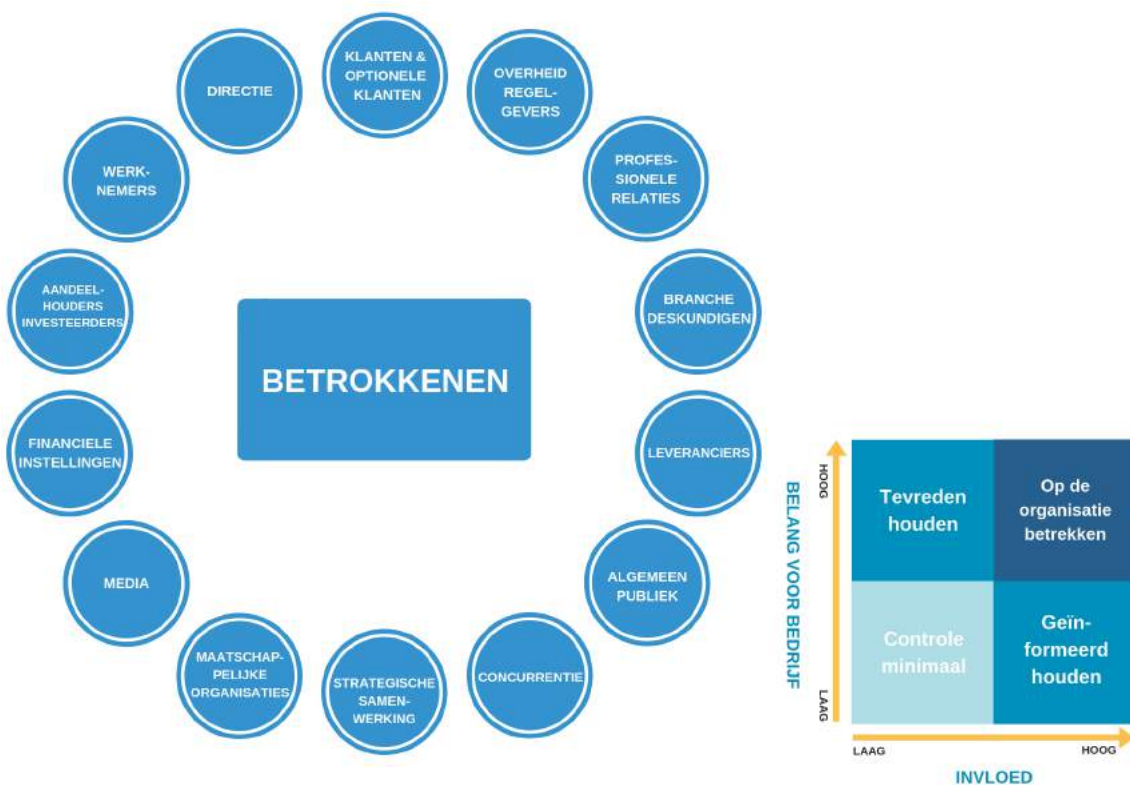 KLANTEN &
OPTIONELE
KLANTEN
OVERHEID
REGEL-
GEVERS
PROFES-
SIONELE
RELATIES
BRANCHE
DESKUNDIGEN
LEVERANCIERS
ALGEMEEN
PUBLIEK
CONCURRENTIE
STRATEGISCHE
SAMEN-
WERKING
MAATSCHAP-
PELIJKE
ORGANISATIES
MEDIA
FINANCIELE
INSTELLINGEN
AANDEEL-
HOUDERS
INVESTEERDERS
WERK-
NEMERS
DIRECTIE
BETROKKENEN
BELANG VOOR BEDRIJF
HOOG
LAAG
Tevreden
houden
Op de
organisatie
betrekken
Controle
minimaal
Geïn-
formeerd
houden
LAAG
HOOG
INVLOED